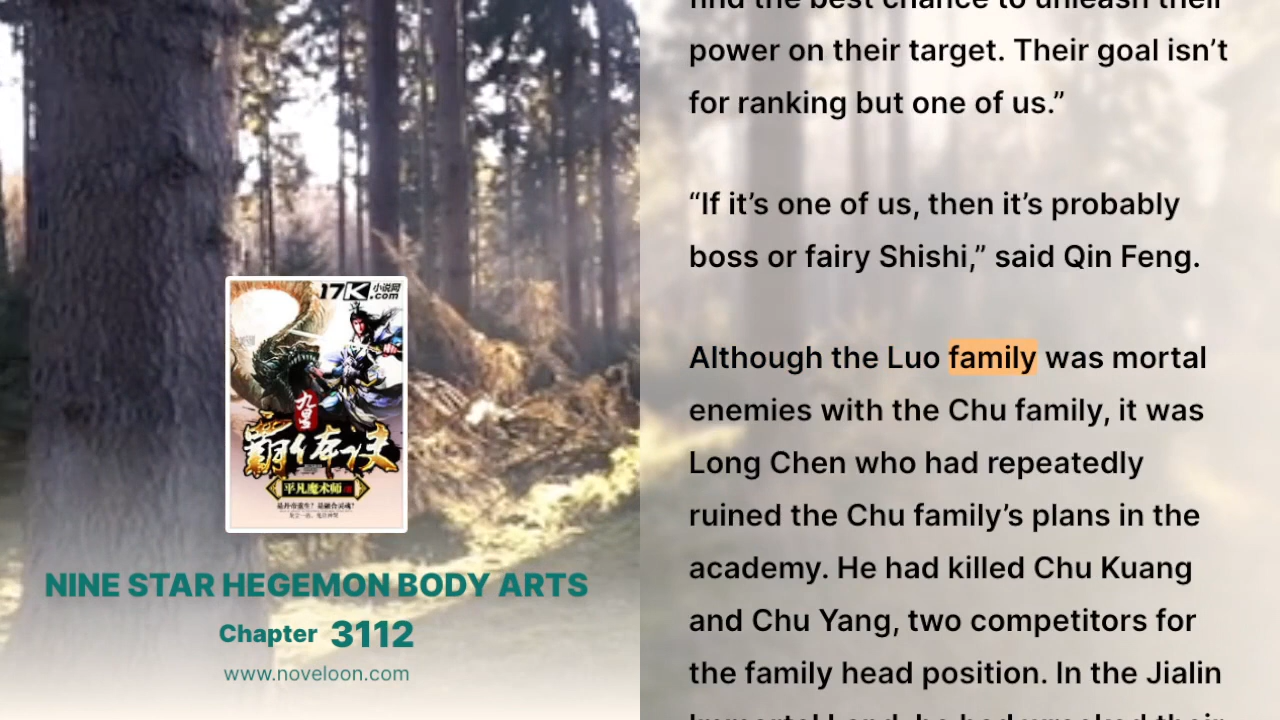 17K 小说网
.com
九星
霸体诀
平凡魔术师
NINE STAR HEGEMON BODY ARTS
Chapter 3112
www.noveloon.com
power on their target. Their goal isn’t
for ranking but one of us.”
“If it’s one of us, then it’s probably
boss or fairy Shishi,” said Qin Feng.
Although the Luo family was mortal
enemies with the Chu family, it was
Long Chen who had repeatedly
ruined the Chu family’s plans in the
academy. He had killed Chu Kuang
and Chu Yang, two competitors for
the family head position. In the Jialin